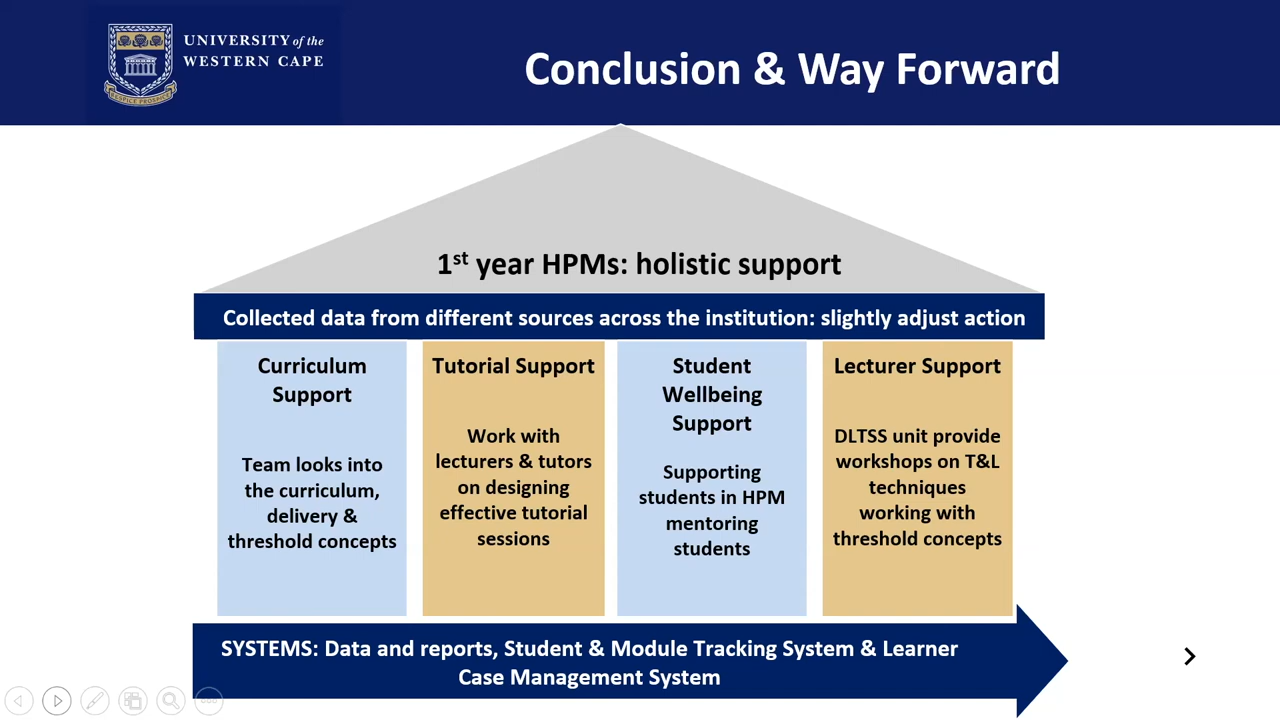 UNIVERSITY of the
WESTERN CAPE
Conclusion & Way Forward
1st year HPMs: holistic support
Collected data from different sources across the institution: slightly adjust action
Curriculum
Support
Team looks into
the curriculum,
delivery &
threshold concepts
Tutorial Support
Work with
lecturers & tutors
on designing
effective tutorial
sessions
Student
Wellbeing
Support
Supporting
students in HPM
mentoring
students
Lecturer Support
DLTSS unit provide
workshops on T&L
techniques
working with
threshold concepts
SYSTEMS: Data and reports, Student & Module Tracking System & Learner
Case Management System